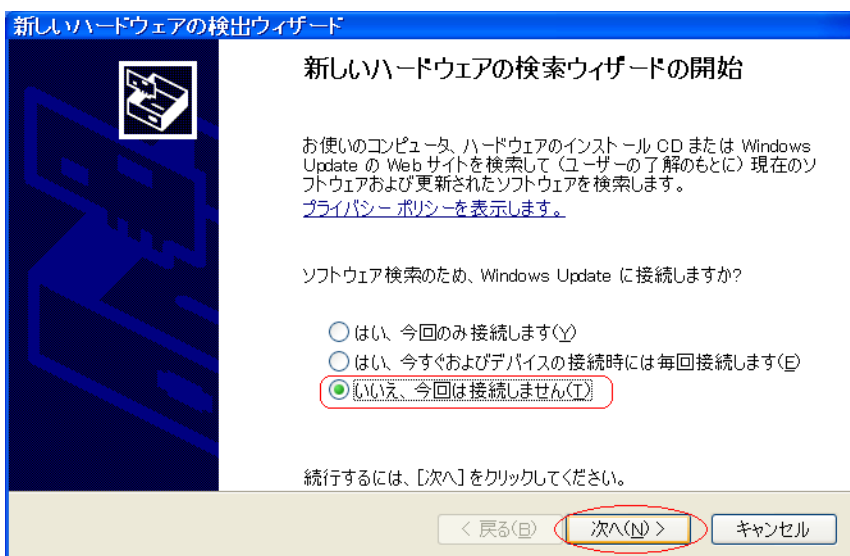 新しいハードウェアの検出ウィザード
新しいハードウェアの検索ウィザードの開始
お使いのコンピュータ、ハードウェアのインストール CD または Windows
Update の Web サイトを検索して (ユーザーの了解のもとに) 現在のソ
フトウェアおよび更新されたソフトウェアを検索します。
プライバシー ポリシーを表示します。
ソフトウェア検索のため、Windows Update に接続しますか?
はい、今回のみ接続します(Y)
はい、今すぐおよびデバイスの接続時には毎回接続します(E)
いいえ、今回は接続しません(T)
続行するには、[次へ] をクリックしてください。
< 戻る(B) 次へ(N) > キャンセル